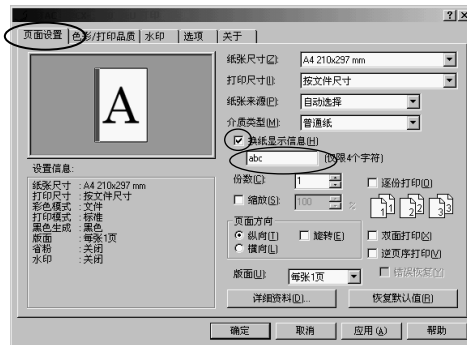 页面设置 色彩/打印品质 水印 选项 关于
A
纸张尺寸(Z): A4 210x297 mm
打印尺寸(I): 按文件尺寸
纸张来源(P): 自动选择
介质类型(M): 普通纸
换纸显示信息(H)
abc (仅限4个字符)
份数(C): 1 逐份打印(O)
缩放(S): 100 %
1 1 2 2 3 3
页面方向
纵向(T) 旋转(E) 双面打印(X)
横向(L) 逆页序打印(V)
版面(U): 每张1页 错误恢复(Y)
详细资料(D)... 恢复默认值(R)
设置信息:
纸张尺寸 : A4 210x297 mm
打印尺寸 : 按文件尺寸
彩色模式 : 文件
打印模式 : 标准
黑色生成 : 黑色
版面 : 每张1页
省粉 : 关闭
水印 : 关闭
确定 取消 应用(A) 帮助